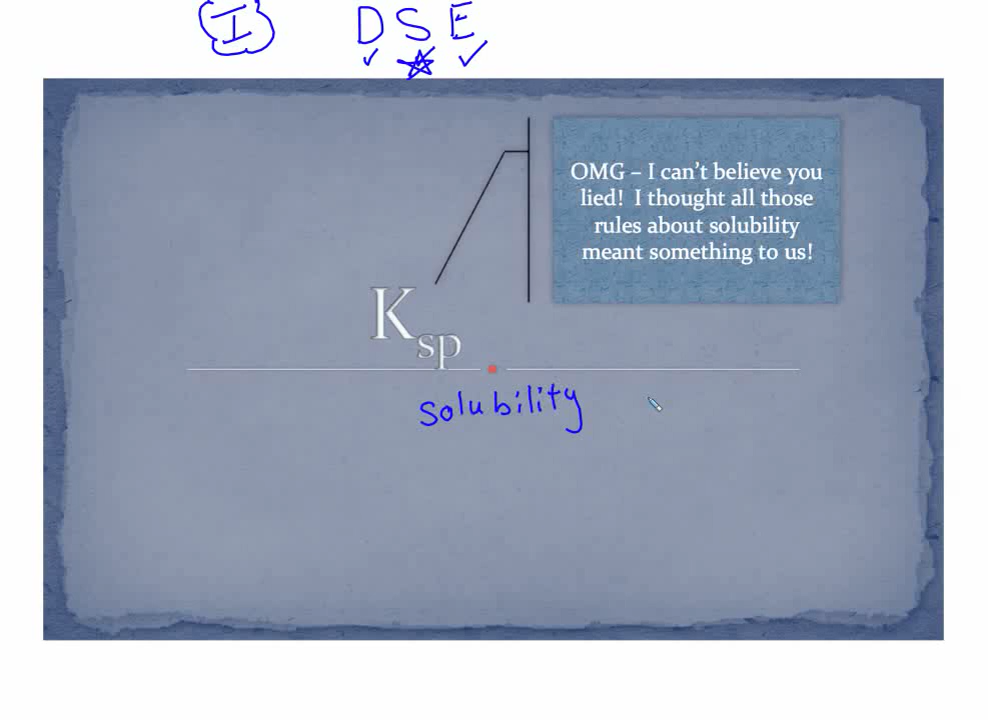 I D S E
OMG – I can't believe you
lied! I thought all those
rules about solubility
meant something to us!
Ksp
solubility